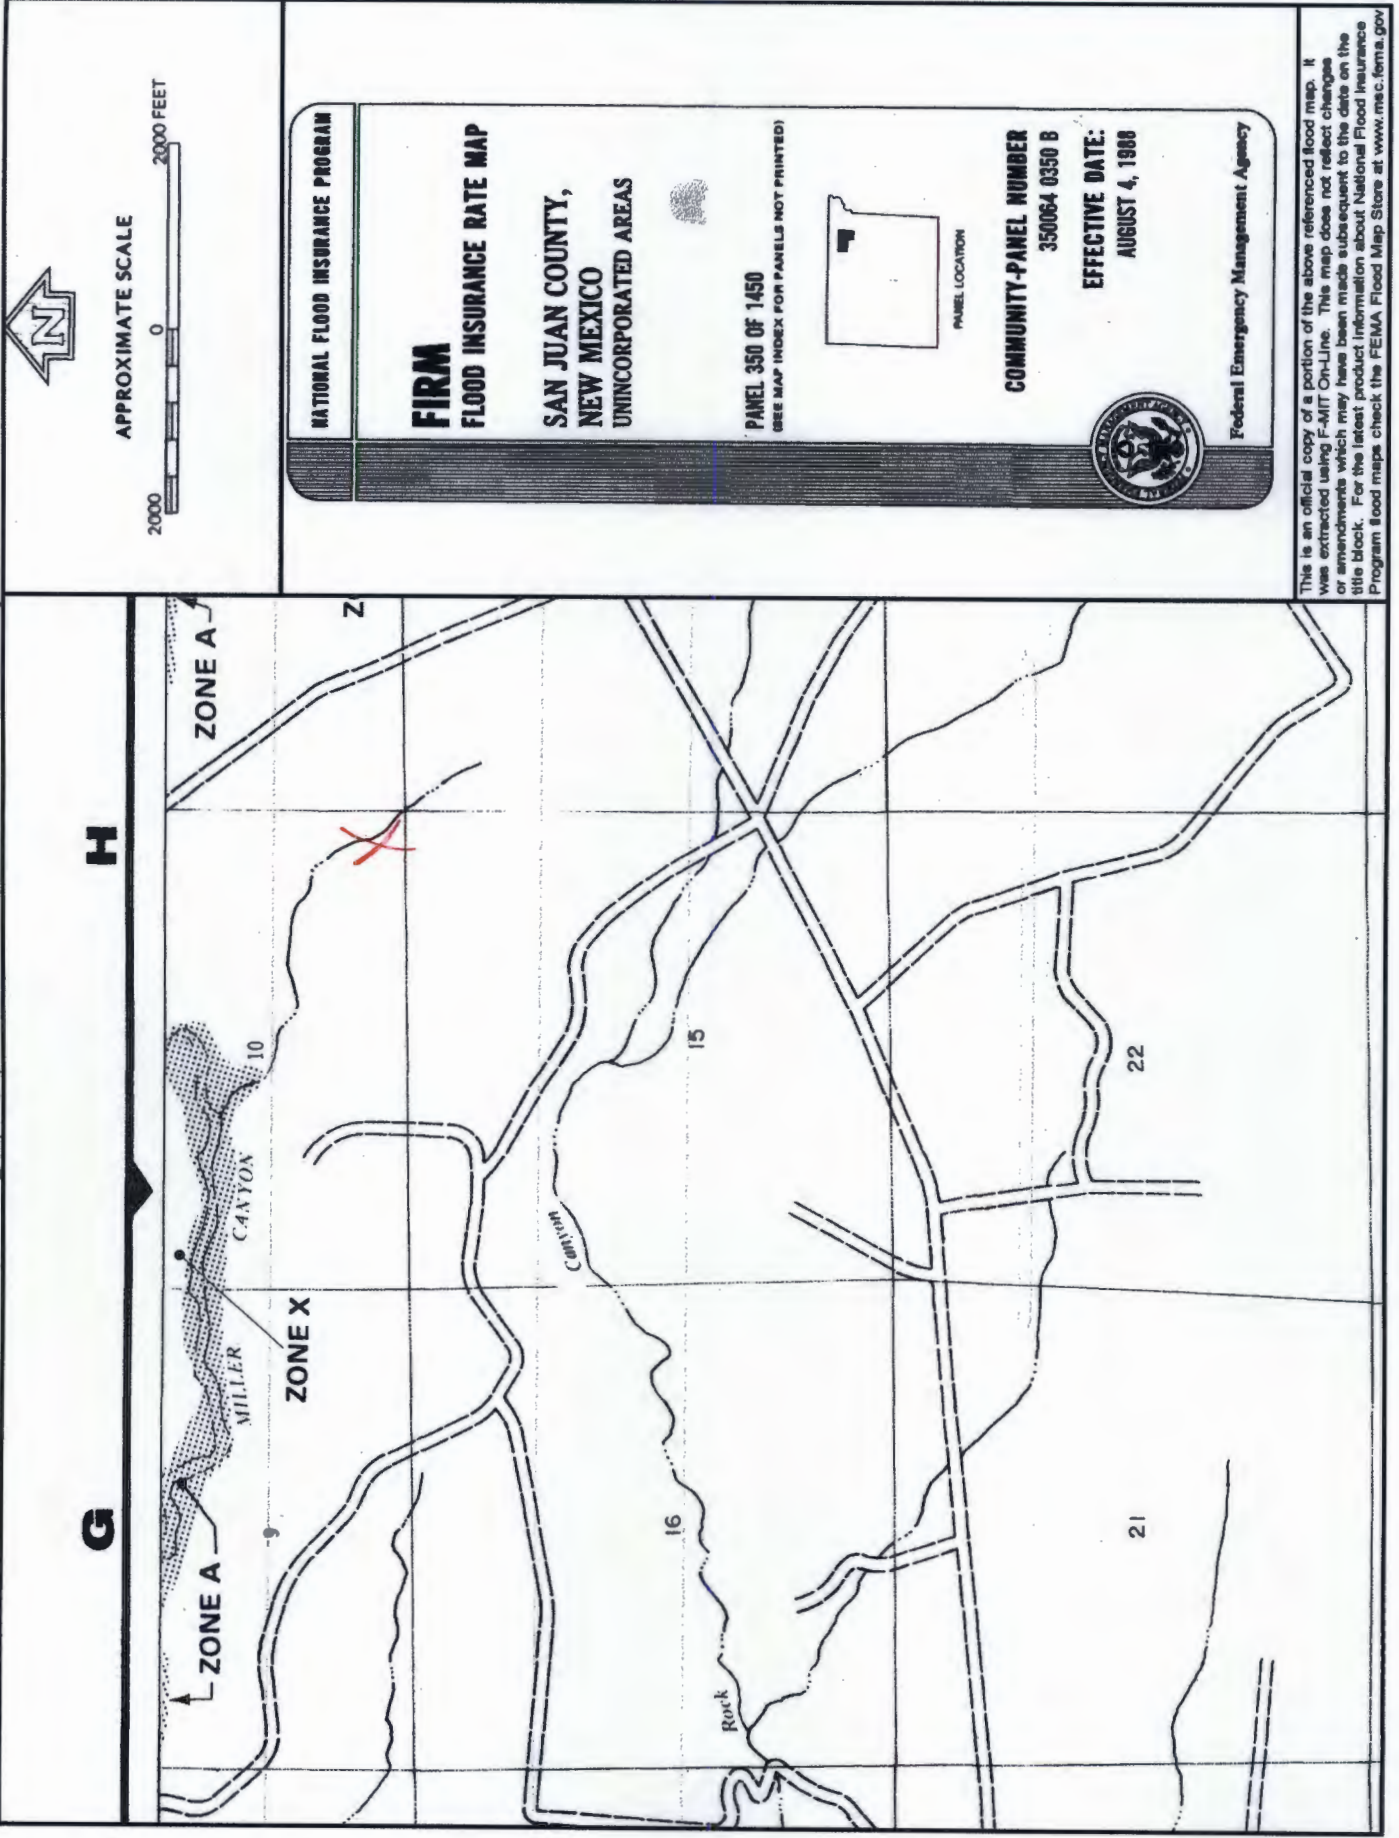 N
APPROXIMATE SCALE
2000 0 2000 FEET
NATIONAL FLOOD INSURANCE PROGRAM
FIRM
FLOOD INSURANCE RATE MAP
SAN JUAN COUNTY,
NEW MEXICO
UNINCORPORATED AREAS
PANEL 350 OF 1450
(SEE MAP INDEX FOR PANELS NOT PRINTED)
PANEL LOCATION
COMMUNITY-PANEL NUMBER
350064 0350 B
EFFECTIVE DATE:
AUGUST 4, 1988
Federal Emergency Management Agency
This is an official copy of a portion of the above referenced flood map. It
was extracted using F-MIT On-Line. This map does not reflect changes
or amendments which may have been made subsequent to the date on the
title block. For the latest product information about National Flood Insurance
Program flood maps check the FEMA Flood Map Store at www.msc.fema.gov
G
H
ZONE A
ZONE A
MILLER
CANYON
10
ZONE X
9
Z
Canyon
16
15
Rock
21
22